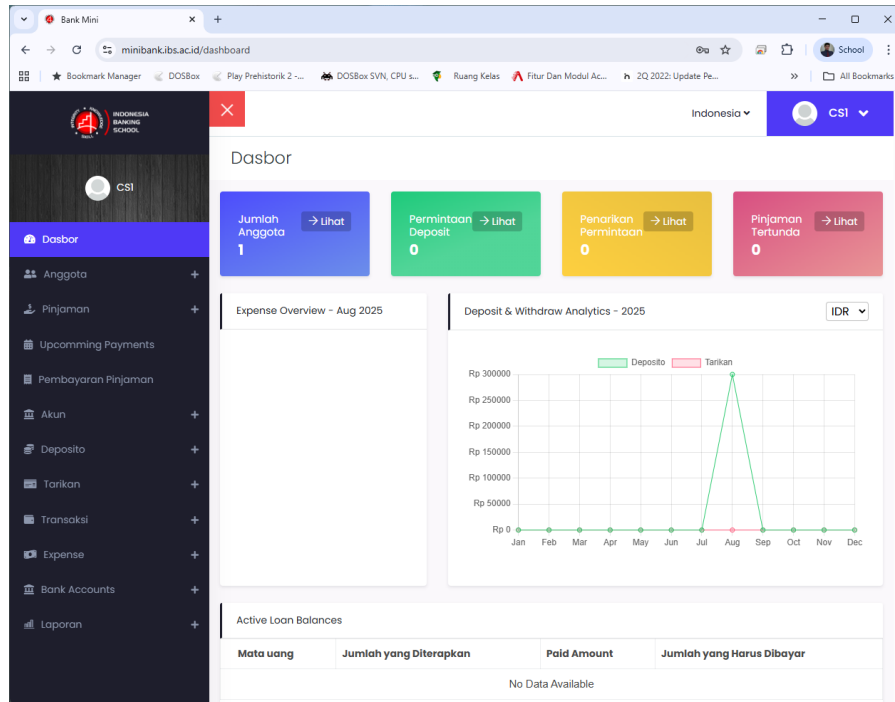 Bank Mini
minibank.ibs.ac.id/dashboard
School
Bookmark Manager
DOSBox
Play Prehistorik 2 -...
DOSBox SVN, CPU s...
Ruang Kelas
Fitur Dan Modul Ac...
2Q 2022: Update Pe...
All Bookmarks
INDONESIA
BANKING
SCHOOL
Indonesia
CS1
CS1
Dasbor
Anggota
Pinjaman
Upcomming Payments
Pembayaran Pinjaman
Akun
Deposito
Tarikan
Transaksi
Expense
Bank Accounts
Laporan
Dasbor
Jumlah Anggota
→ Lihat
1
Permintaan Deposit
→ Lihat
0
Penarikan Permintaan
→ Lihat
0
Pinjaman Tertunda
→ Lihat
0
Expense Overview - Aug 2025
Deposit & Withdraw Analytics - 2025
IDR
Deposito Tarikan
Rp 300000
Rp 250000
Rp 200000
Rp 150000
Rp 100000
Rp 50000
Rp 0
Jan Feb Mar Apr May Jun Jul Aug Sep Oct Nov Dec
Active Loan Balances
Mata uang Jumlah yang Diterapkan Paid Amount Jumlah yang Harus Dibayar
No Data Available